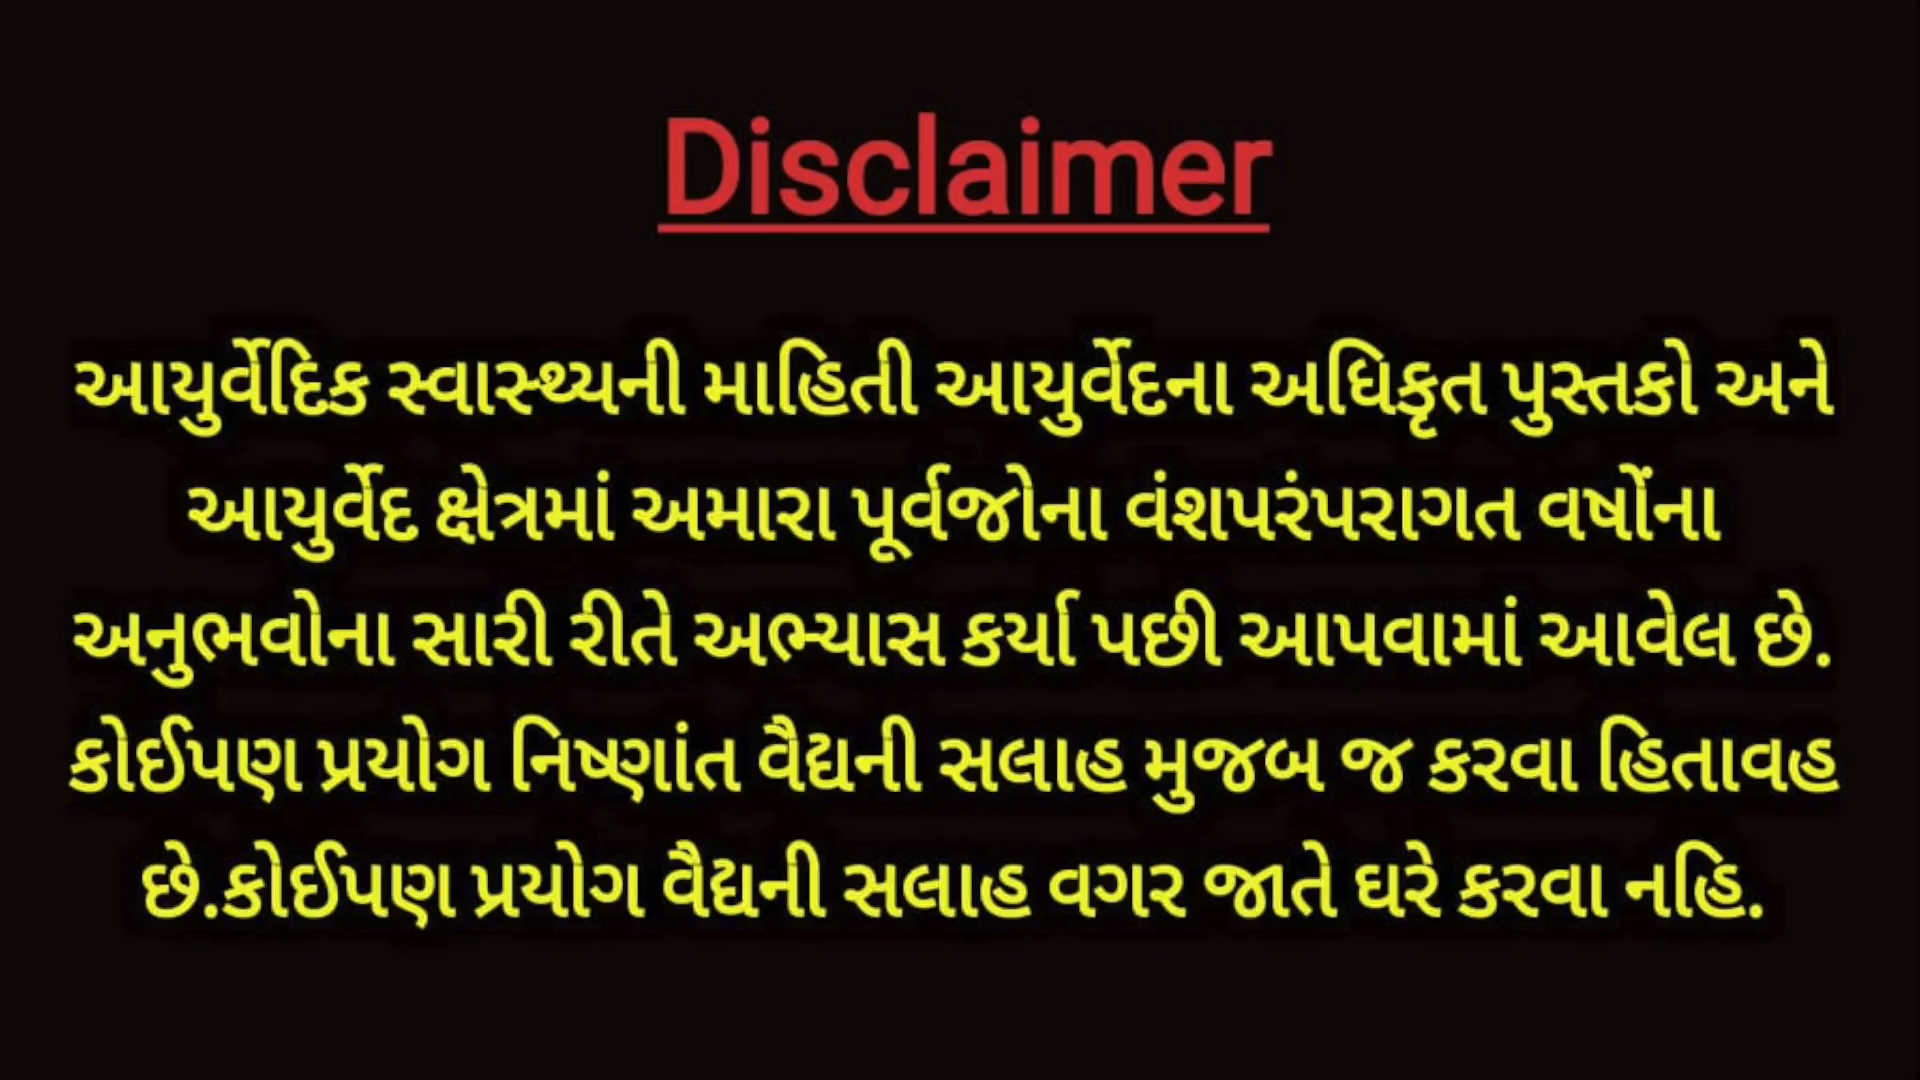 Disclaimer
આયુર્વેદિક સ્વાસ્થ્યની માહિતી આયુર્વેદના અધિકૃત પુસ્તકો અને
આયુર્વેદ ક્ષેત્રમાં અમારા પૂર્વજોના વંશપરંપરાગત વર્ષોના
અનુભવોના સારી રીતે અભ્યાસ કર્યા પછી આપવામાં આવેલ છે.
કોઈપણ પ્રયોગ નિષ્ણાંત વૈદ્યની સલાહ મુજબ જ કરવા હિતાવહ
છે.કોઈપણ પ્રયોગ વૈદ્યની સલાહ વગર જાતે ઘરે કરવા નહિ.